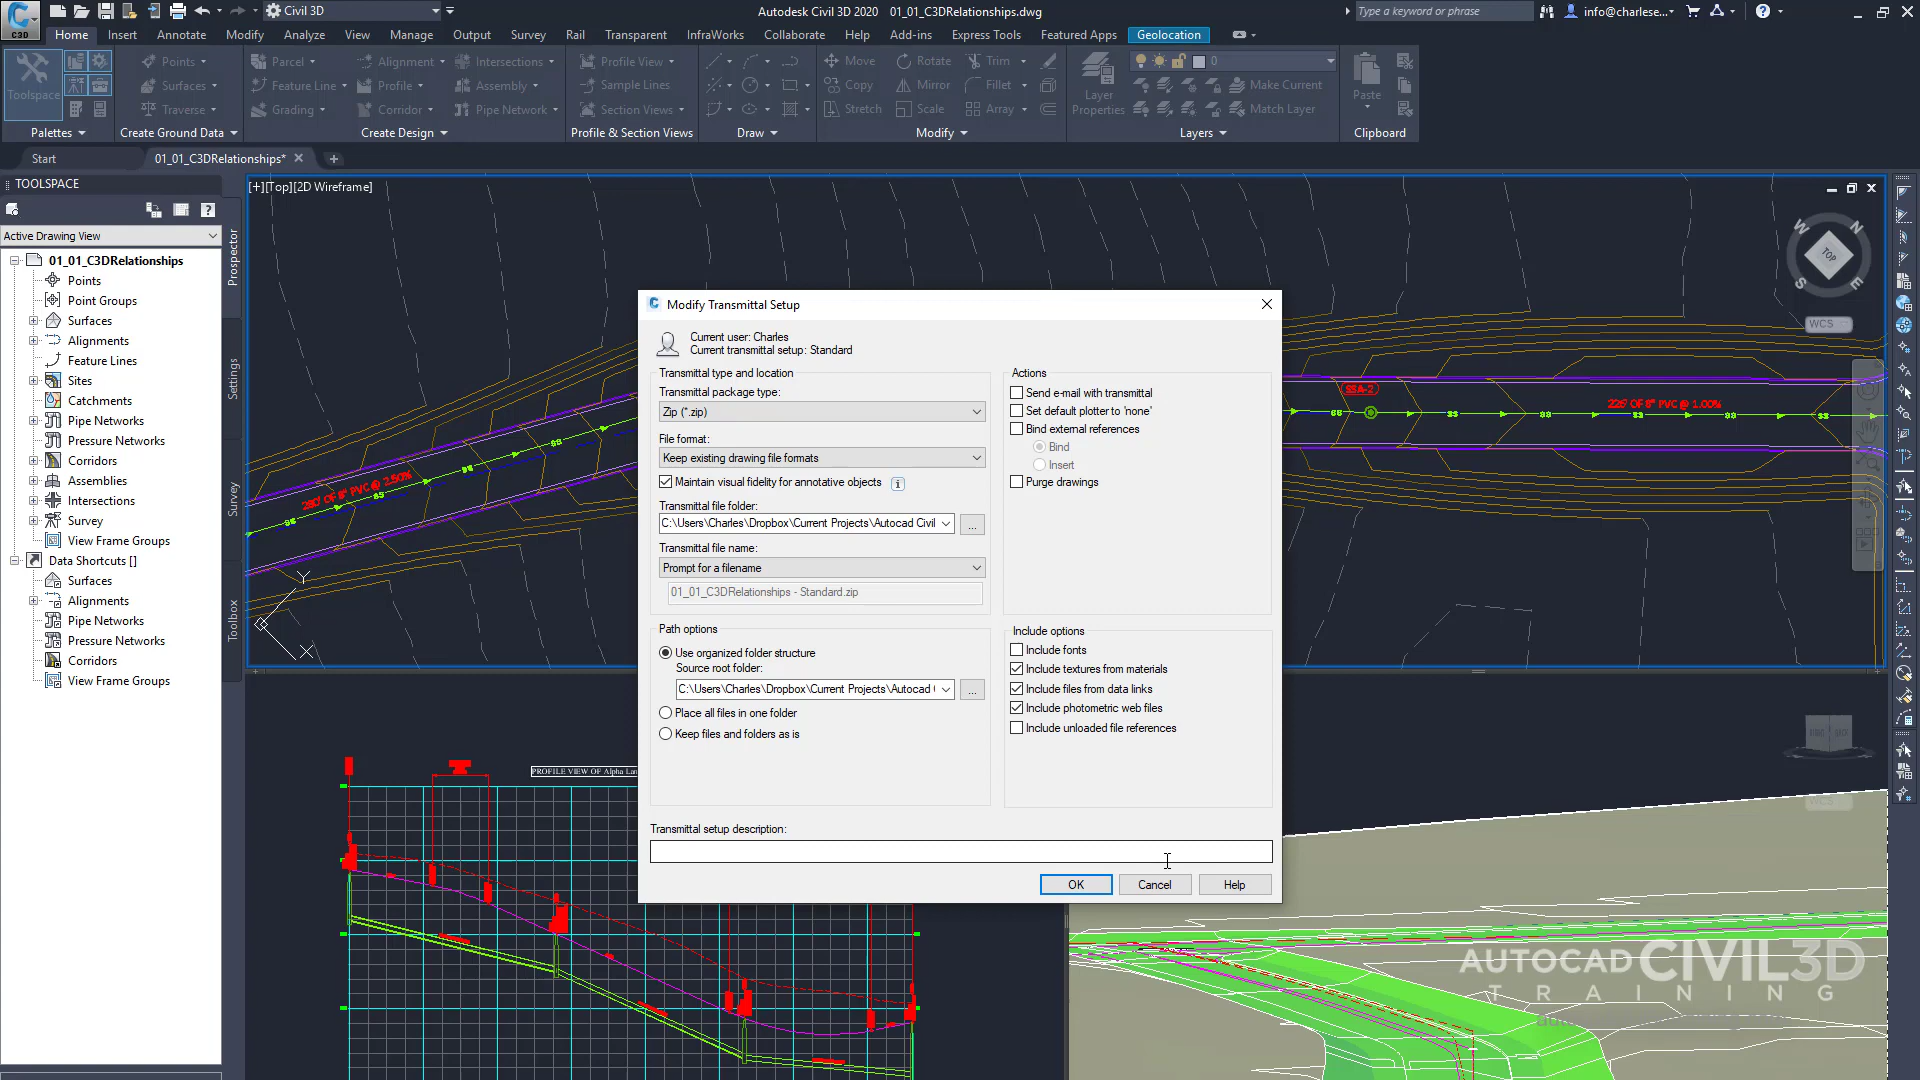 C3D
Civil 3D
Autodesk Civil 3D 2020 01_01_C3DRelationships.dwg
Type a keyword or phrase
info@charlese...
Home Insert Annotate Modify Analyze View Manage Output Survey Rail Transparent InfraWorks Collaborate Help Add-ins Express Tools Featured Apps Geolocation
Toolspace
Palettes
Points
Surfaces
Traverse
Create Ground Data
Parcel
Feature Line
Grading
Alignment
Profile
Corridor
Intersections
Assembly
Pipe Network
Create Design
Profile View
Sample Lines
Section Views
Profile & Section Views
Draw
Move
Copy
Stretch
Rotate
Mirror
Scale
Trim
Fillet
Array
Modify
Layer
Properties
0
Make Current
Match Layer
Layers
Paste
Clipboard
Start
01_01_C3DRelationships*
TOOLSPACE
Active Drawing View
01_01_C3DRelationships
Points
Point Groups
Surfaces
Alignments
Feature Lines
Sites
Catchments
Pipe Networks
Pressure Networks
Corridors
Assemblies
Intersections
Survey
View Frame Groups
Data Shortcuts []
Surfaces
Alignments
Pipe Networks
Pressure Networks
Corridors
View Frame Groups
Prospector
Settings
Survey
Toolbox
[+][Top][2D Wireframe]
W
N
TOP
S
E
WCS
SSA-2
226' OF 8" PVC @ 1.00%
280' OF 8" PVC @ 2.50%
Y
X
PROFILE VIEW OF Alpha Lan
Modify Transmittal Setup
Current user: Charles
Current transmittal setup: Standard
Transmittal type and location
Transmittal package type:
Zip (*.zip)
File format:
Keep existing drawing file formats
Maintain visual fidelity for annotative objects
Transmittal file folder:
C:\Users\Charles\Dropbox\Current Projects\Autocad Civil
...
Transmittal file name:
Prompt for a filename
01_01_C3DRelationships - Standard.zip
Path options
Use organized folder structure
Source root folder:
C:\Users\Charles\Dropbox\Current Projects\Autocad
...
Place all files in one folder
Keep files and folders as is
Actions
Send e-mail with transmittal
Set default plotter to 'none'
Bind external references
Bind
Insert
Purge drawings
Include options
Include fonts
Include textures from materials
Include files from data links
Include photometric web files
Include unloaded file references
Transmittal setup description:
OK
Cancel
Help
AUTOCAD CIVIL3D
TRAINING